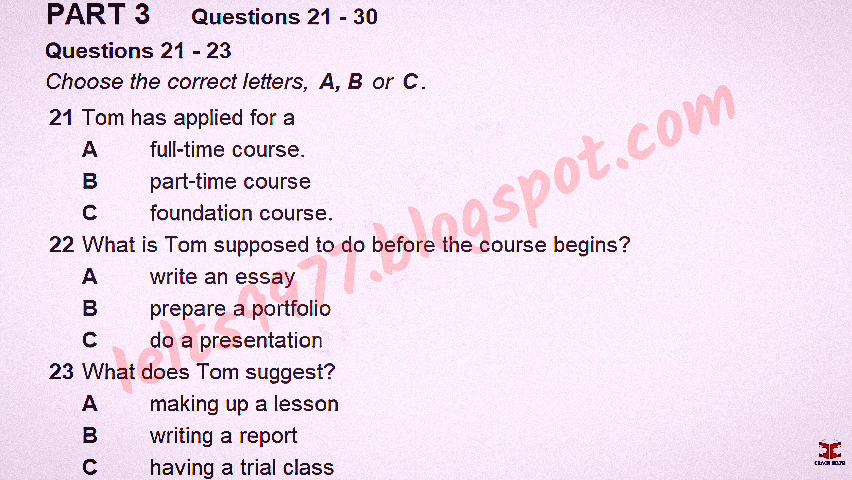 PART 3 Questions 21 - 30
Questions 21 - 23
Choose the correct letters, A, B or C.
21 Tom has applied for a
A full-time course.
B part-time course
C foundation course.
22 What is Tom supposed to do before the course begins?
A write an essay
B prepare a portfolio
C do a presentation
23 What does Tom suggest?
A making up a lesson
B writing a report
C having a trial class
Ielts9977.blogspot.com